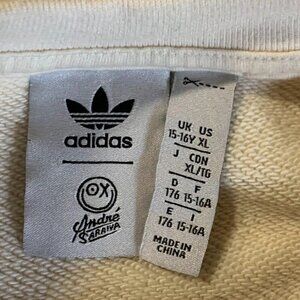 adidas
OX
André
SARAIVA
UK US
15-16Y XL
J CDN
XL/TG
D F
176 15-16A
E I
176 15-16A
MADE IN
CHINA